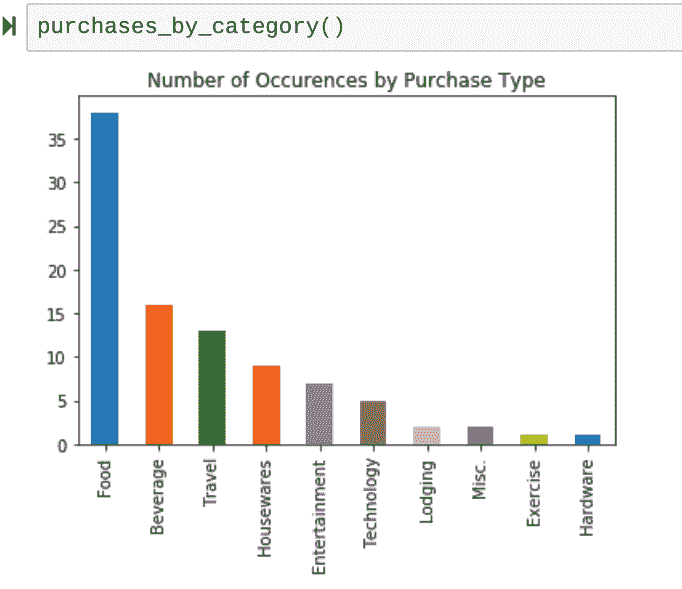 purchases_by_category()
Number of Occurences by Purchase Type
35
30
25
20
15
10
5
0
Food
Beverage
Travel
Housewares
Entertainment
Technology
Lodging
Misc.
Exercise
Hardware